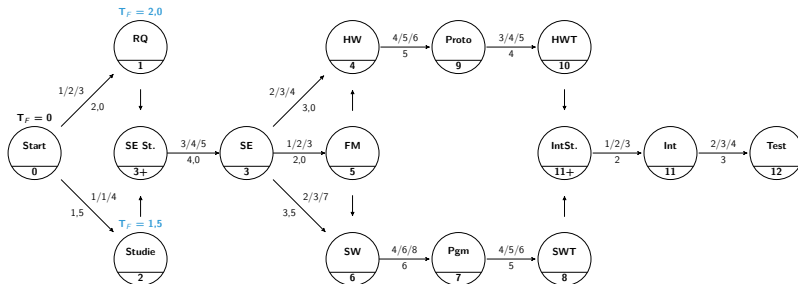 T_F = 2,0
RQ
1
HW
4
4/5/6
5
Proto
9
3/4/5
4
HWT
10
1/2/3
2,0
2/3/4
3,0
T_F = 0
Start
0
SE St.
3+
3/4/5
4,0
SE
3
1/2/3
2,0
FM
5
IntSt.
11+
1/2/3
2
Int
11
2/3/4
3
Test
12
1/1/4
1,5
2/3/7
3,5
T_F = 1,5
Studie
2
SW
6
4/6/8
6
Pgm
7
4/5/6
5
SWT
8